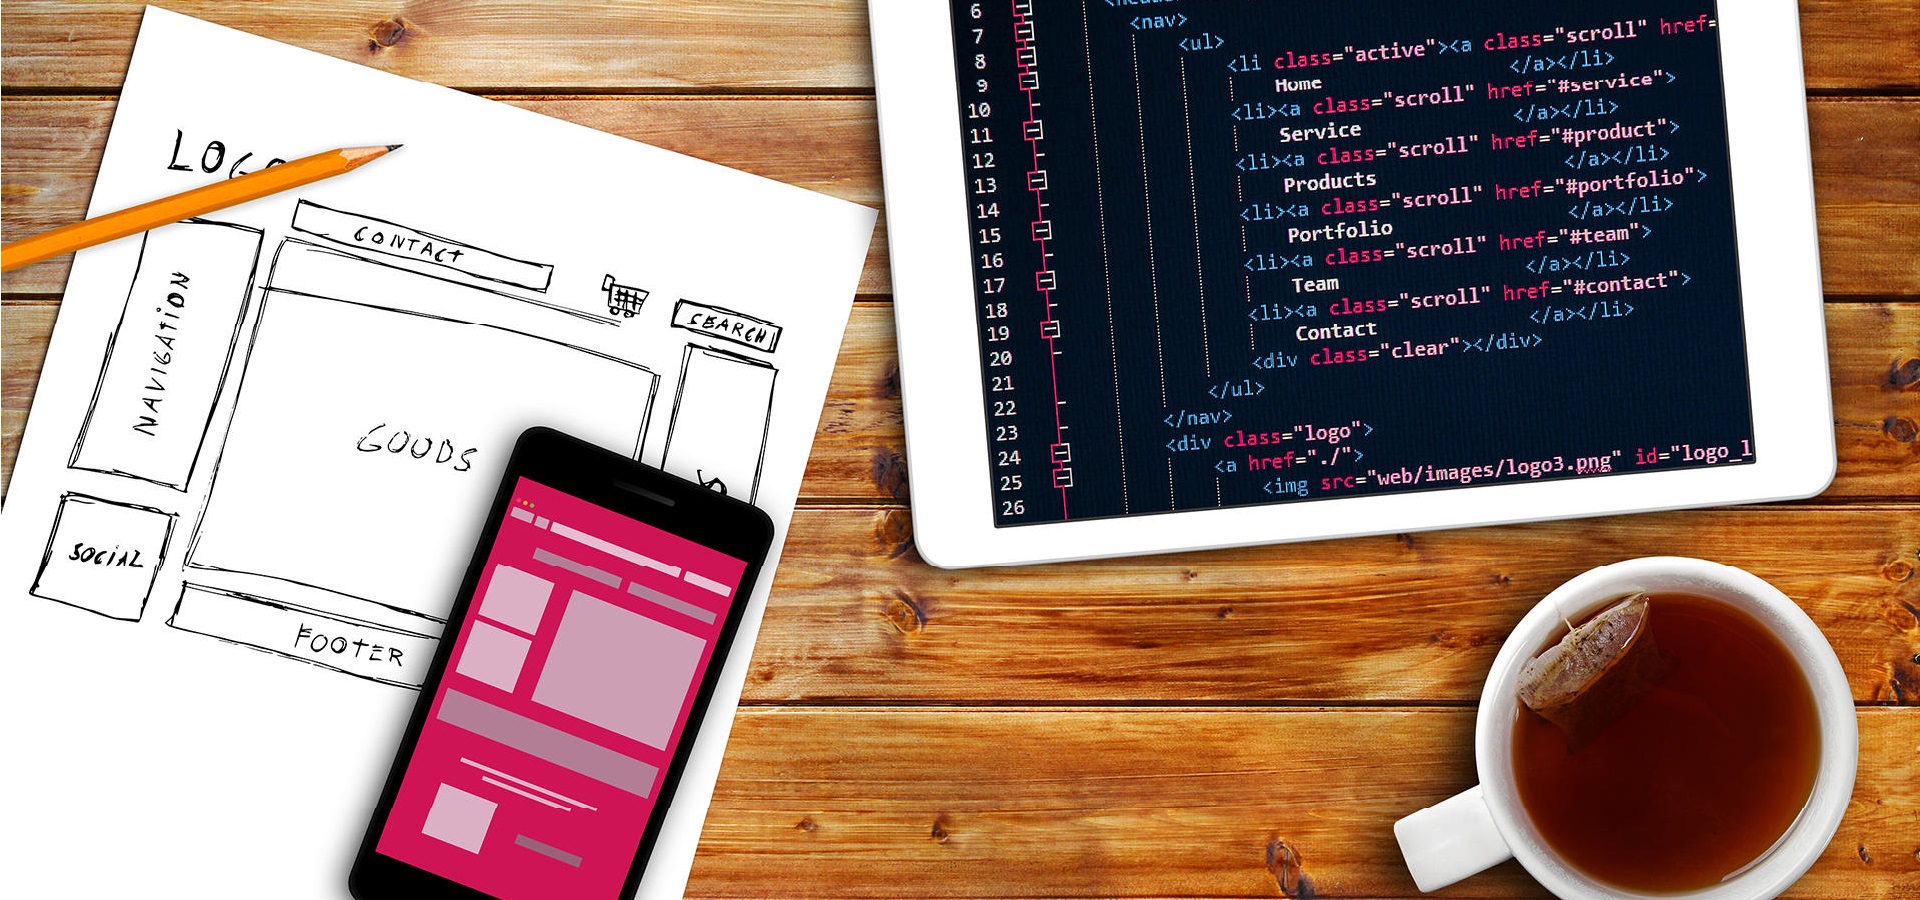 LOGO
CONTACT
SEARCH
NAVIGATION
GOODS
SOCIAL
FOOTER
6
7 <nav>
8 <ul>
9 <li class="active"><a class="scroll" href=
Home </a></li>
10 <li><a class="scroll" href="#service">
11 Service </a></li>
12 <li><a class="scroll" href="#product">
13 Products </a></li>
14 <li><a class="scroll" href="#portfolio">
15 Portfolio </a></li>
16 <li><a class="scroll" href="#team">
17 Team </a></li>
18 <li><a class="scroll" href="#contact">
19 Contact </a></li>
20 <div class="clear"></div>
21 </ul>
22 </nav>
23 <div class="logo">
24 <a href="./">
25 <img src="web/images/logo3.png" id="logo_l
26